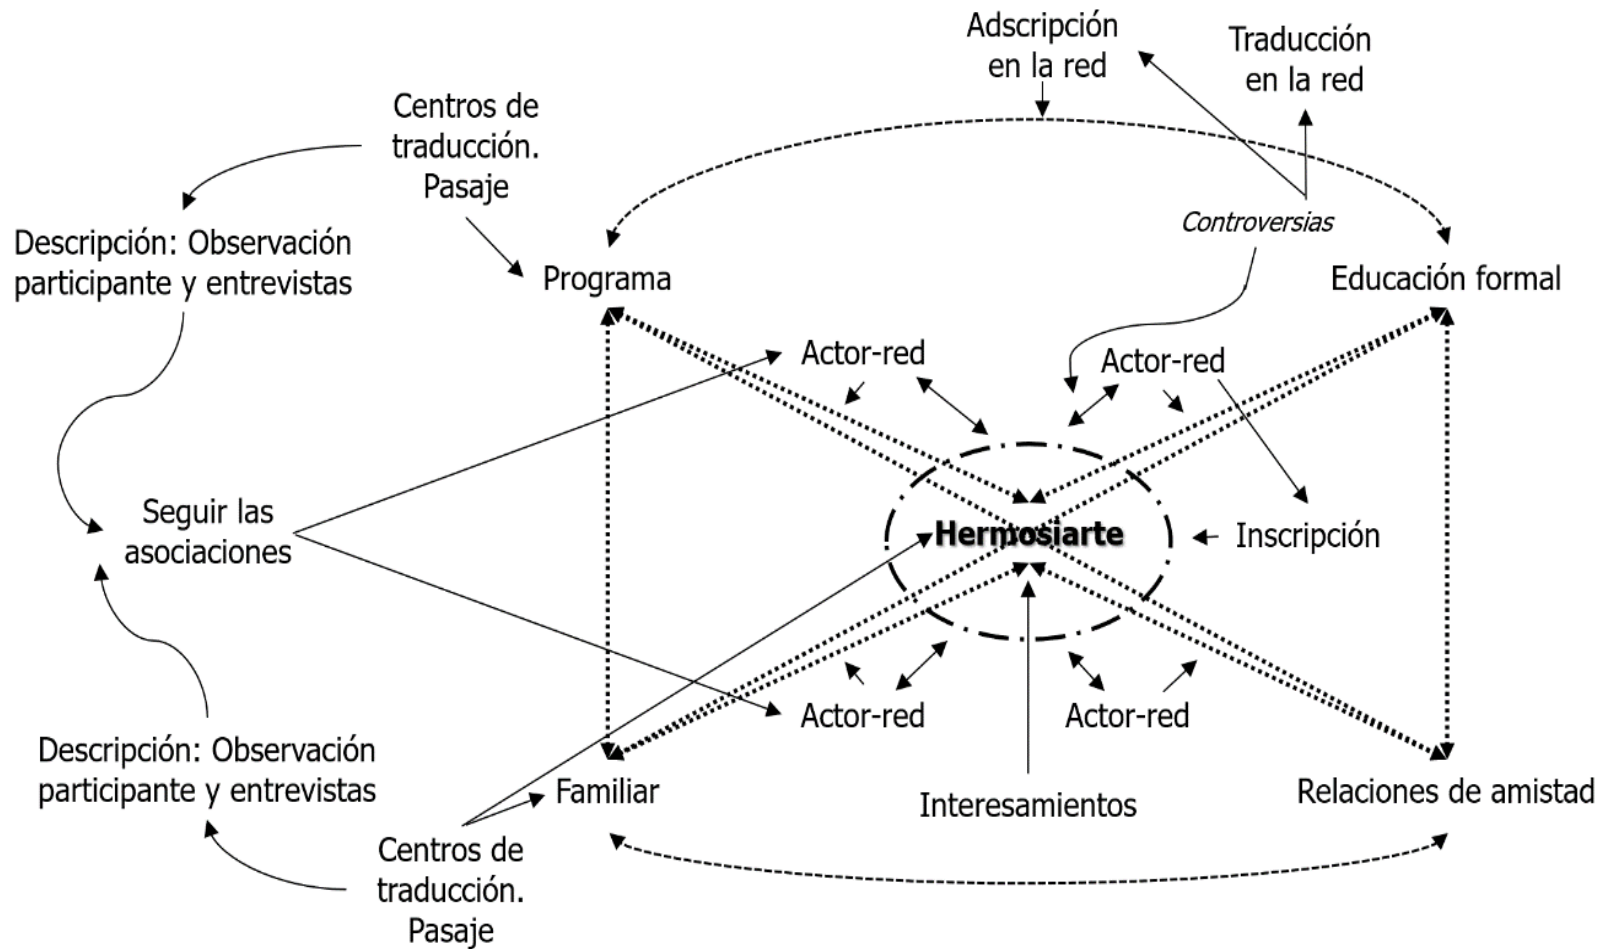 Adscripción
en la red
Traducción
en la red
Centros de
traducción.
Pasaje
Controversias
Descripción: Observación
participante y entrevistas
Programa
Educación formal
Actor-red
Actor-red
Seguir las
asociaciones
Hermosiarte
Inscripción
Actor-red
Actor-red
Descripción: Observación
participante y entrevistas
Familiar
Interesamientos
Relaciones de amistad
Centros de
traducción.
Pasaje